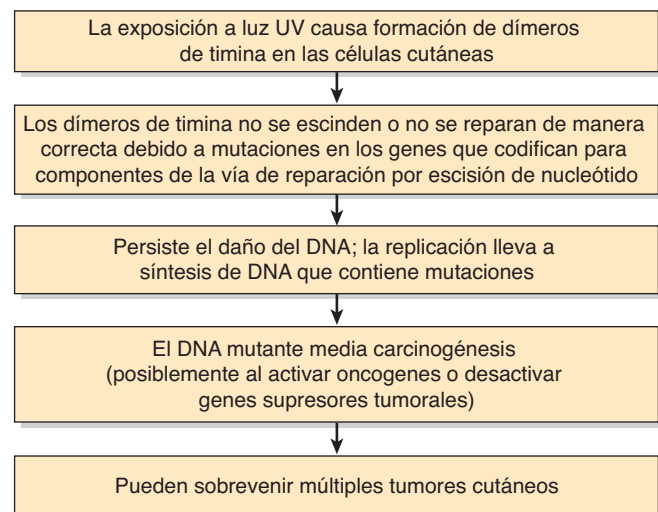 La exposición a luz UV causa formación de dímeros
de timina en las células cutáneas
Los dímeros de timina no se escinden o no se reparan de manera
correcta debido a mutaciones en los genes que codifican para
componentes de la vía de reparación por escisión de nucleótido
Persiste el daño del DNA; la replicación lleva a
síntesis de DNA que contiene mutaciones
El DNA mutante media carcinogénesis
(posiblemente al activar oncogenes o desactivar
genes supresores tumorales)
Pueden sobrevenir múltiples tumores cutáneos